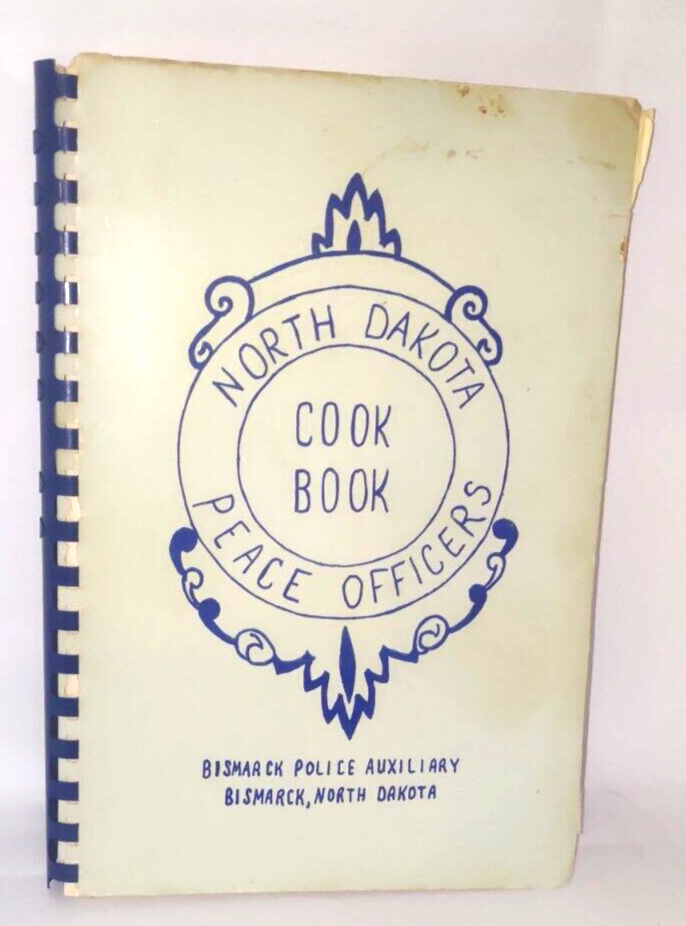 NORTH DAKOTA
COOK
BOOK
PEACE OFFICERS
BISMARCK POLICE AUXILIARY
BISMARCK, NORTH DAKOTA